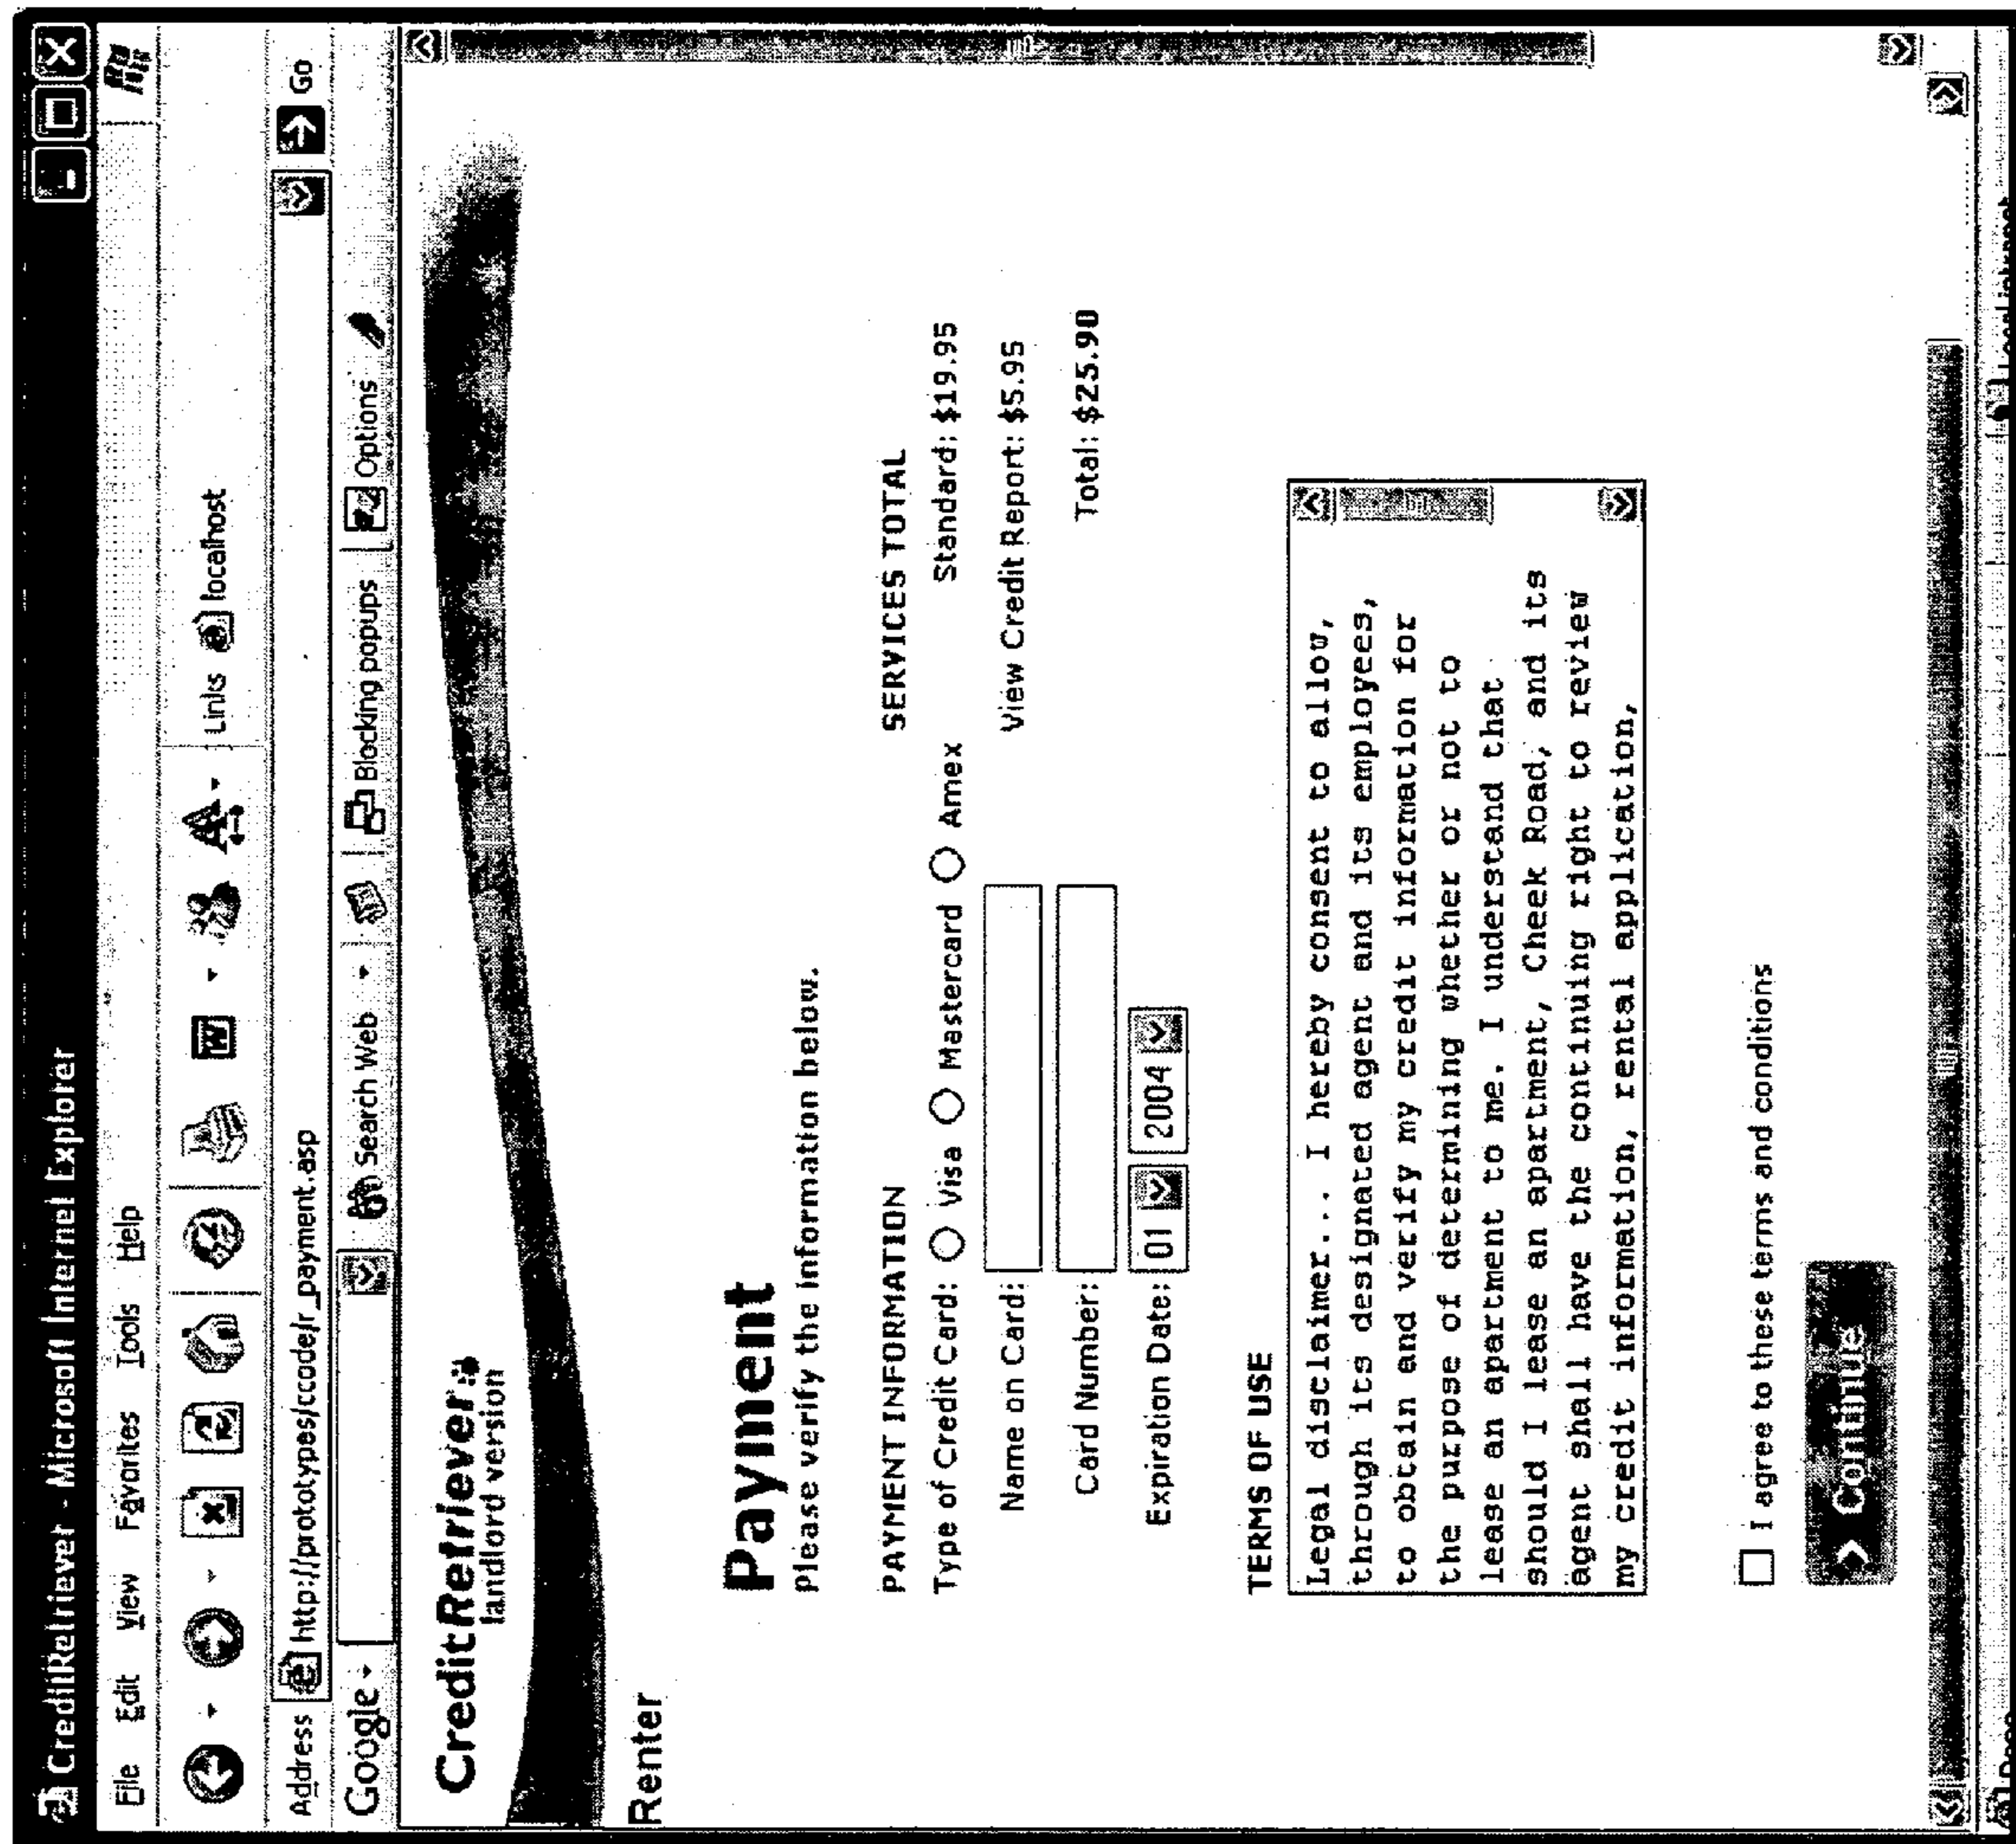 CreditRetriever - Microsoft Internet Explorer
File Edit View Favorites Tools Help
Links localhost
Address http://prototypes/ccode/r_payment.asp Go
Google Search Web Blocking popups Options
CreditRetriever
landlord version
Renter
Payment
Please verify the information below.
PAYMENT INFORMATION
Type of Credit Card: Visa Mastercard Amex
Name on Card:
Card Number:
Expiration Date: 01 2004
SERVICES TOTAL
Standard: $19.95
View Credit Report: $5.95
Total: $25.90
TERMS OF USE
Legal disclaimer... I hereby consent to allow,
through its designated agent and its employees,
to obtain and verify my credit information for
the purpose of determining whether or not to
lease an apartment to me. I understand that
should I lease an apartment, Cheek Road, and its
agent shall have the continuing right to review
my credit information, rental application,
I agree to these terms and conditions
Continue